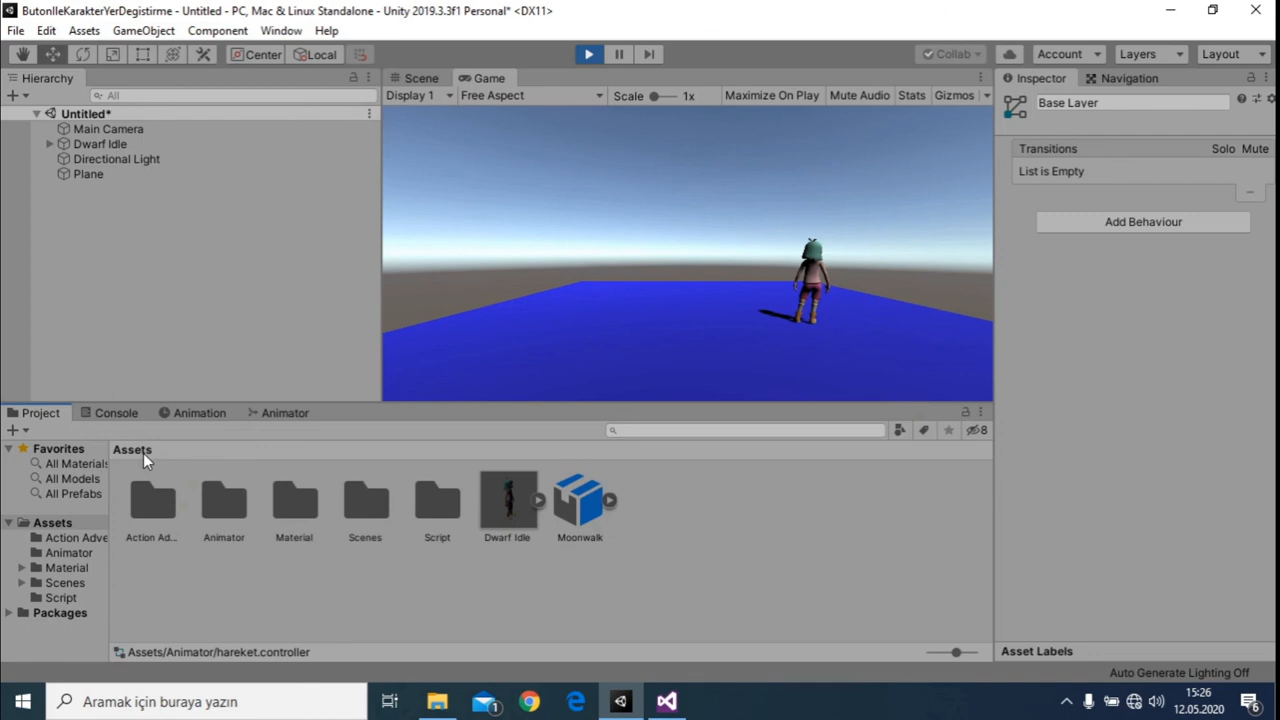 ButonIleKarakterYerDegistirme - Untitled - PC, Mac & Linux Standalone - Unity 2019.3.3f1 Personal* <DX11>
File Edit Assets GameObject Component Window Help
Center Local Collab Account Layers Layout
Hierarchy Scene Game Inspector Navigation
All Display 1 Free Aspect Scale 1x Maximize On Play Mute Audio Stats Gizmos
Base Layer
Untitled*
Main Camera
Dwarf Idle
Directional Light
Plane
Transitions Solo Mute
List is Empty
Add Behaviour
Project Console Animation Animator
8
Favorites
All Materials
All Models
All Prefabs
Assets
Action Adve
Animator
Material
Scenes
Script
Packages
Assets
Action Ad... Animator Material Scenes Script Dwarf Idle Moonwalk
Assets/Animator/hareket.controller
Asset Labels
Auto Generate Lighting Off
Aramak için buraya yazın
1
15:26
12.05.2020
6